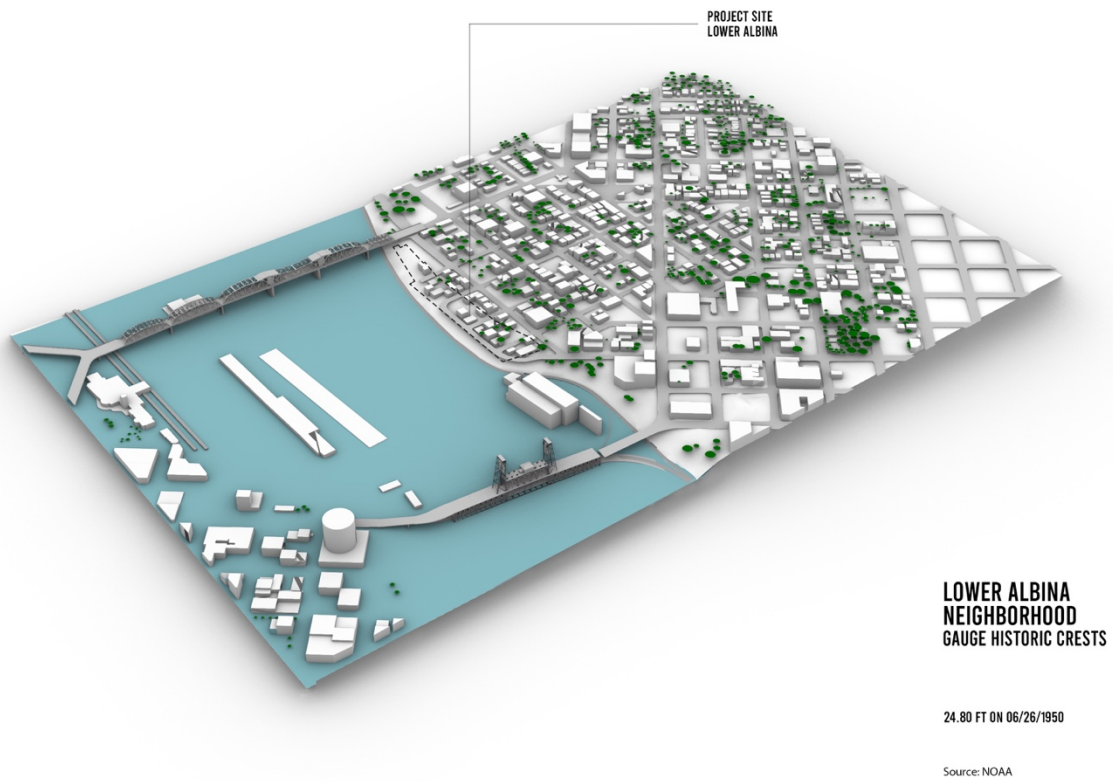 PROJECT SITE
LOWER ALBINA
LOWER ALBINA
NEIGHBORHOOD
GAUGE HISTORIC CRESTS
24.80 FT ON 06/26/1950
Source: NOAA